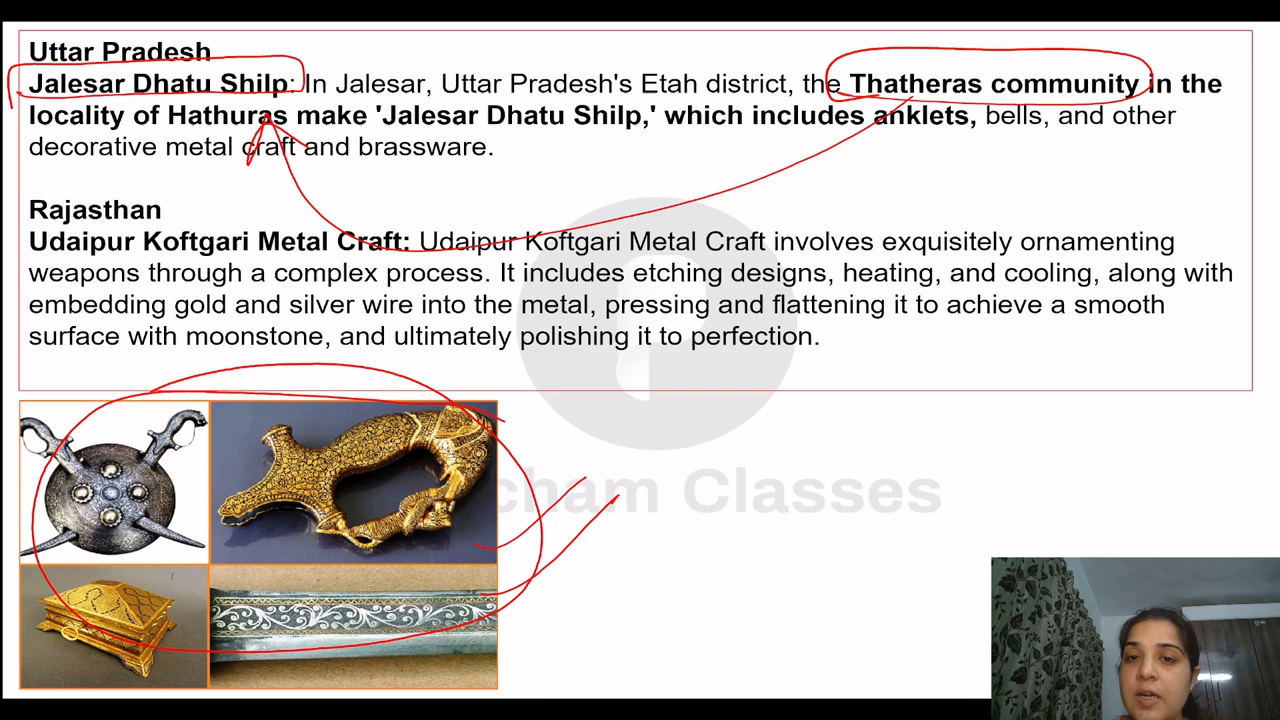 Uttar Pradesh
Jalesar Dhatu Shilp: In Jalesar, Uttar Pradesh's Etah district, the Thatheras community in the
locality of Hathuras make 'Jalesar Dhatu Shilp,' which includes anklets, bells, and other
decorative metal craft and brassware.
Rajasthan
Udaipur Koftgari Metal Craft: Udaipur Koftgari Metal Craft involves exquisitely ornamenting
weapons through a complex process. It includes etching designs, heating, and cooling, along with
embedding gold and silver wire into the metal, pressing and flattening it to achieve a smooth
surface with moonstone, and ultimately polishing it to perfection.
Classes